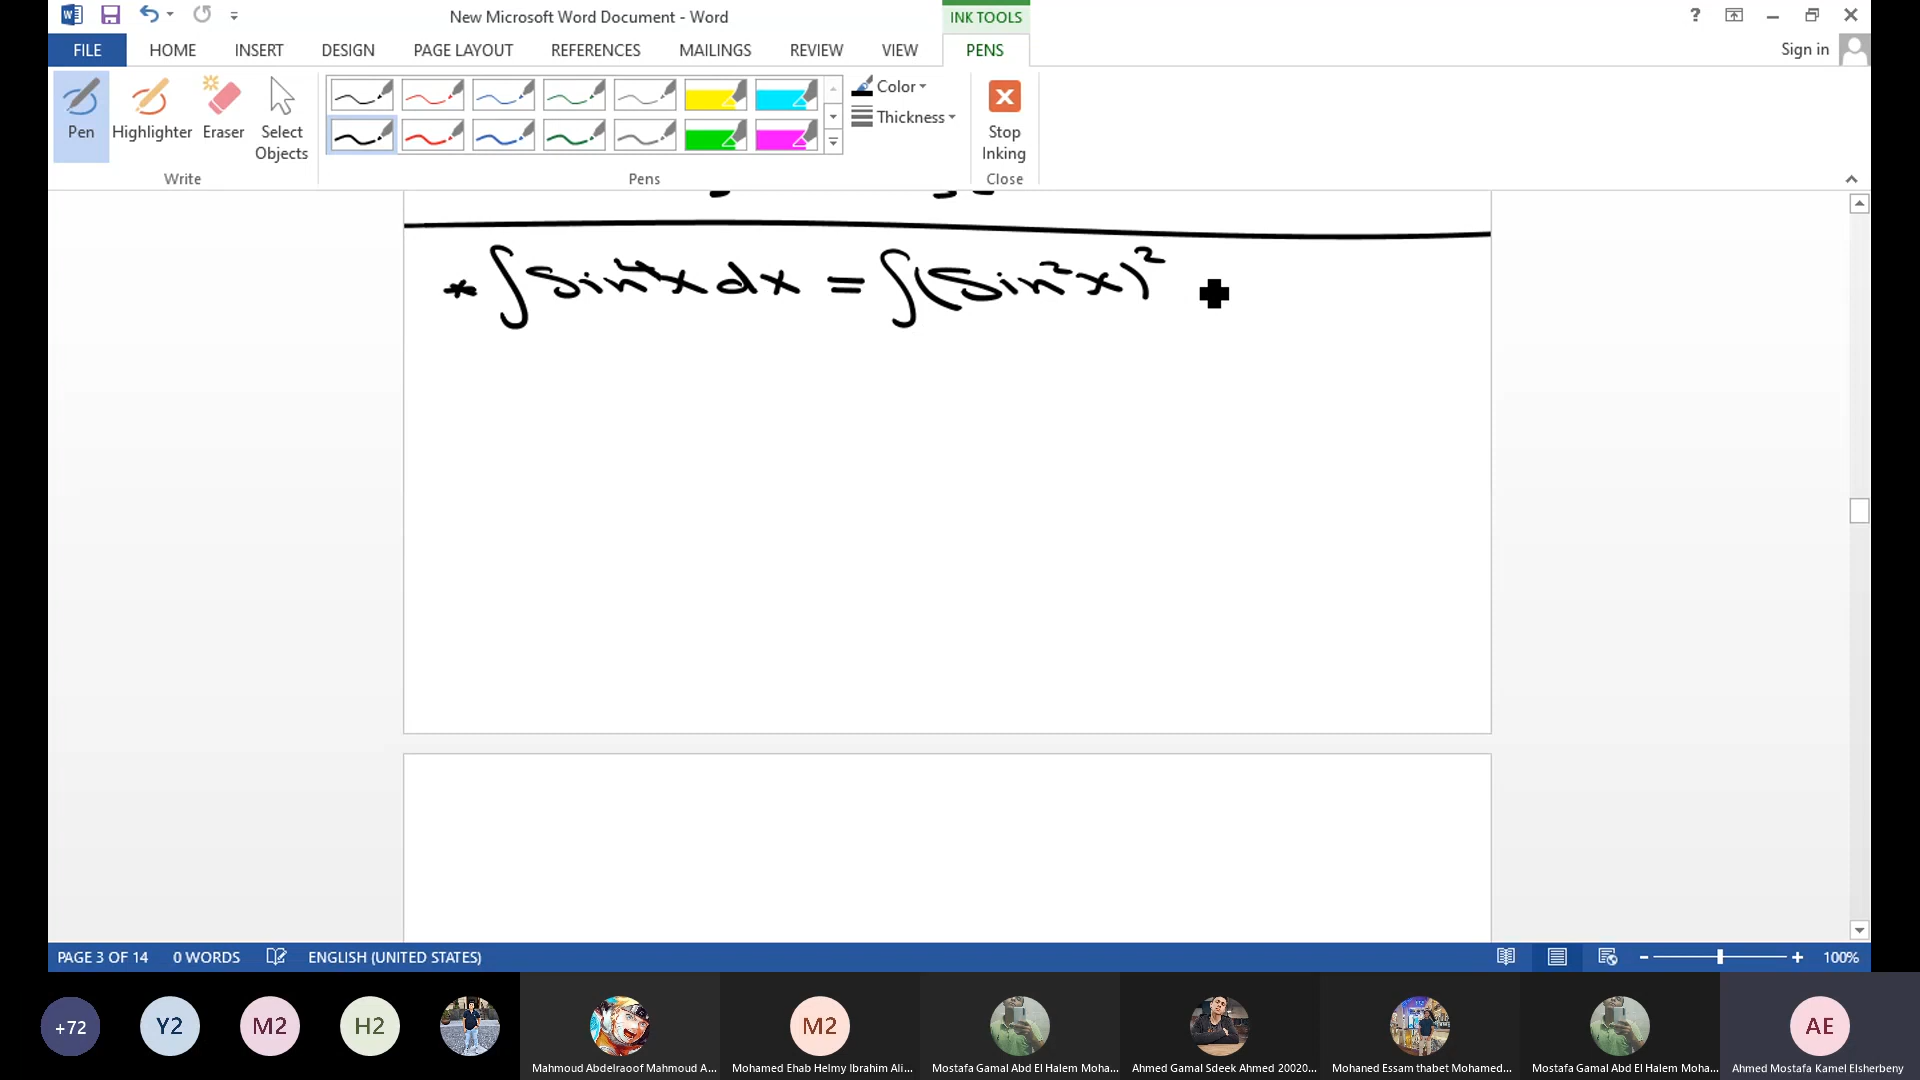 New Microsoft Word Document - Word
INK TOOLS
?
FILE
HOME
INSERT
DESIGN
PAGE LAYOUT
REFERENCES
MAILINGS
REVIEW
VIEW
PENS
Sign in
Pen
Highlighter
Eraser
Select Objects
Color
Thickness
Stop Inking
Write
Pens
Close
* ∫ Sin⁴x dx = ∫(Sin²x)²
PAGE 3 OF 14
0 WORDS
ENGLISH (UNITED STATES)
100%
+72
Y2
M2
H2
M2
AE
Mahmoud Abdelraoof Mahmoud A...
Mohamed Ehab Helmy Ibrahim Ali...
Mostafa Gamal Abd El Halem Moha...
Ahmed Gamal Sdeek Ahmed 20020...
Mohaned Essam thabet Mohamed...
Mostafa Gamal Abd El Halem Moha...
Ahmed Mostafa Kamel Elsherbeny